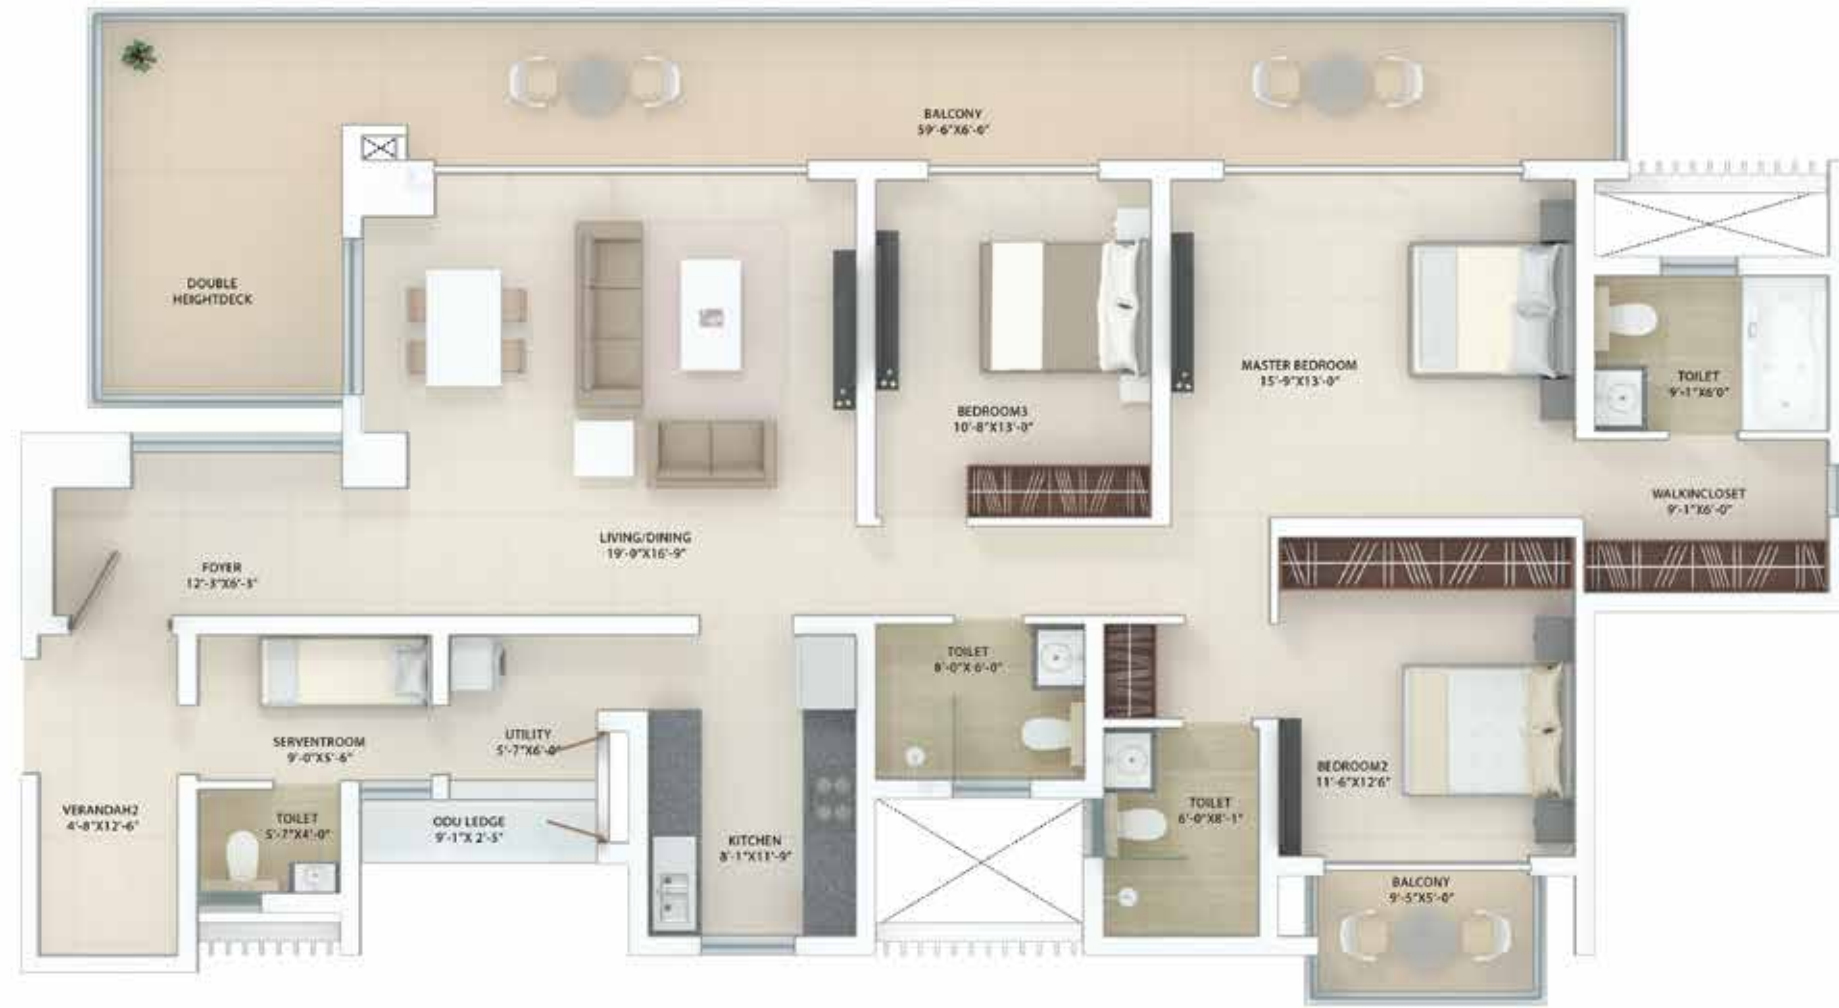 BALCONY
59'-6"X6'-0"
DOUBLE
HEIGHTDECK
MASTER BEDROOM
15'-9"X13'-0"
TOILET
9'-1"X6'0"
BEDROOM3
10'-8"X13'-0"
WALKINCLOSET
9'-1"X6'-0"
LIVING/DINING
19'-0"X16'-9"
FOYER
12'-3"X6'-3"
TOILET
8'-0"X 6'-0"
SERVENTROOM
9'-0"X5'-6"
UTILITY
5'-7"X6'-0"
BEDROOM2
11'-6"X12'6"
VERANDAH2
4'-8"X12'-6"
TOILET
5'-7"X4'-0"
ODU LEDGE
9'-1"X 2'-5"
TOILET
6'-0"X8'-1"
KITCHEN
8'-1"X11'-9"
BALCONY
9'-5"X5'-0"